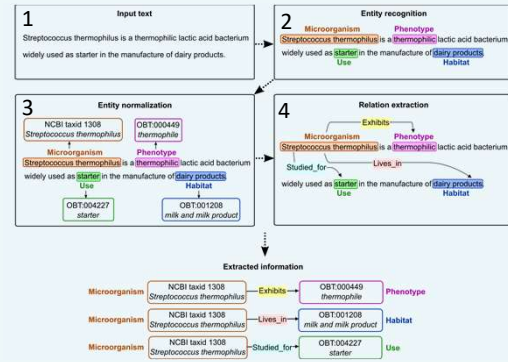 1
Input text
Streptococcus thermophilus is a thermophilic lactic acid bacterium
widely used as starter in the manufacture of dairy products.
2
Entity recognition
Microorganism Phenotype
Streptococcus thermophilus is a thermophilic lactic acid bacterium
widely used as starter in the manufacture of dairy products.
Use Habitat
3
Entity normalization
NCBI taxid 1308 OBT:000449
Streptococcus thermophilus thermophile
Microorganism Phenotype
Streptococcus thermophilus is a thermophilic lactic acid bacterium
widely used as starter in the manufacture of dairy products.
Use Habitat
OBT:004227 OBT:001208
starter milk and milk product
4
Relation extraction
Exhibits
Microorganism Phenotype
Streptococcus thermophilus is a thermophilic lactic acid bacterium
Studied_for Lives_in
widely used as starter in the manufacture of dairy products.
Use Habitat
Extracted information
NCBI taxid 1308 OBT:000449
Microorganism Streptococcus thermophilus Exhibits thermophile Phenotype
NCBI taxid 1308 OBT:001208
Microorganism Streptococcus thermophilus Lives_in milk and milk product Habitat
NCBI taxid 1308 OBT:004227
Microorganism Streptococcus thermophilus Studied_for starter Use